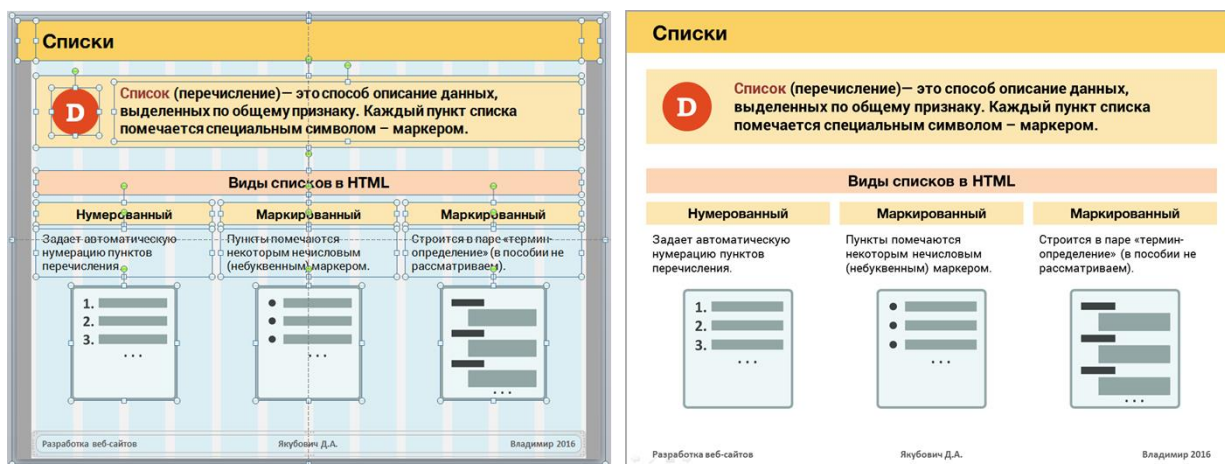 Списки
D
Список (перечисление)— это способ описание данных,
выделенных по общему признаку. Каждый пункт списка
помечается специальным символом – маркером.
Виды списков в HTML
Нумерованный
Маркированный
Маркированный
Задает автоматическую
нумерацию пунктов
перечисления.
Пункты помечаются
некоторым нечисловым
(небуквенным) маркером.
Строится в паре «термин-
определение» (в пособии не
рассматриваем).
1.
2.
3.
...
...
...
Разработка веб-сайтов
Якубович Д.А.
Владимир 2016
Списки
D
Список (перечисление)— это способ описание данных,
выделенных по общему признаку. Каждый пункт списка
помечается специальным символом – маркером.
Виды списков в HTML
Нумерованный
Маркированный
Маркированный
Задает автоматическую
нумерацию пунктов
перечисления.
Пункты помечаются
некоторым нечисловым
(небуквенным) маркером.
Строится в паре «термин-
определение» (в пособии не
рассматриваем).
1.
2.
3.
...
...
...
Разработка веб-сайтов
Якубович Д.А.
Владимир 2016